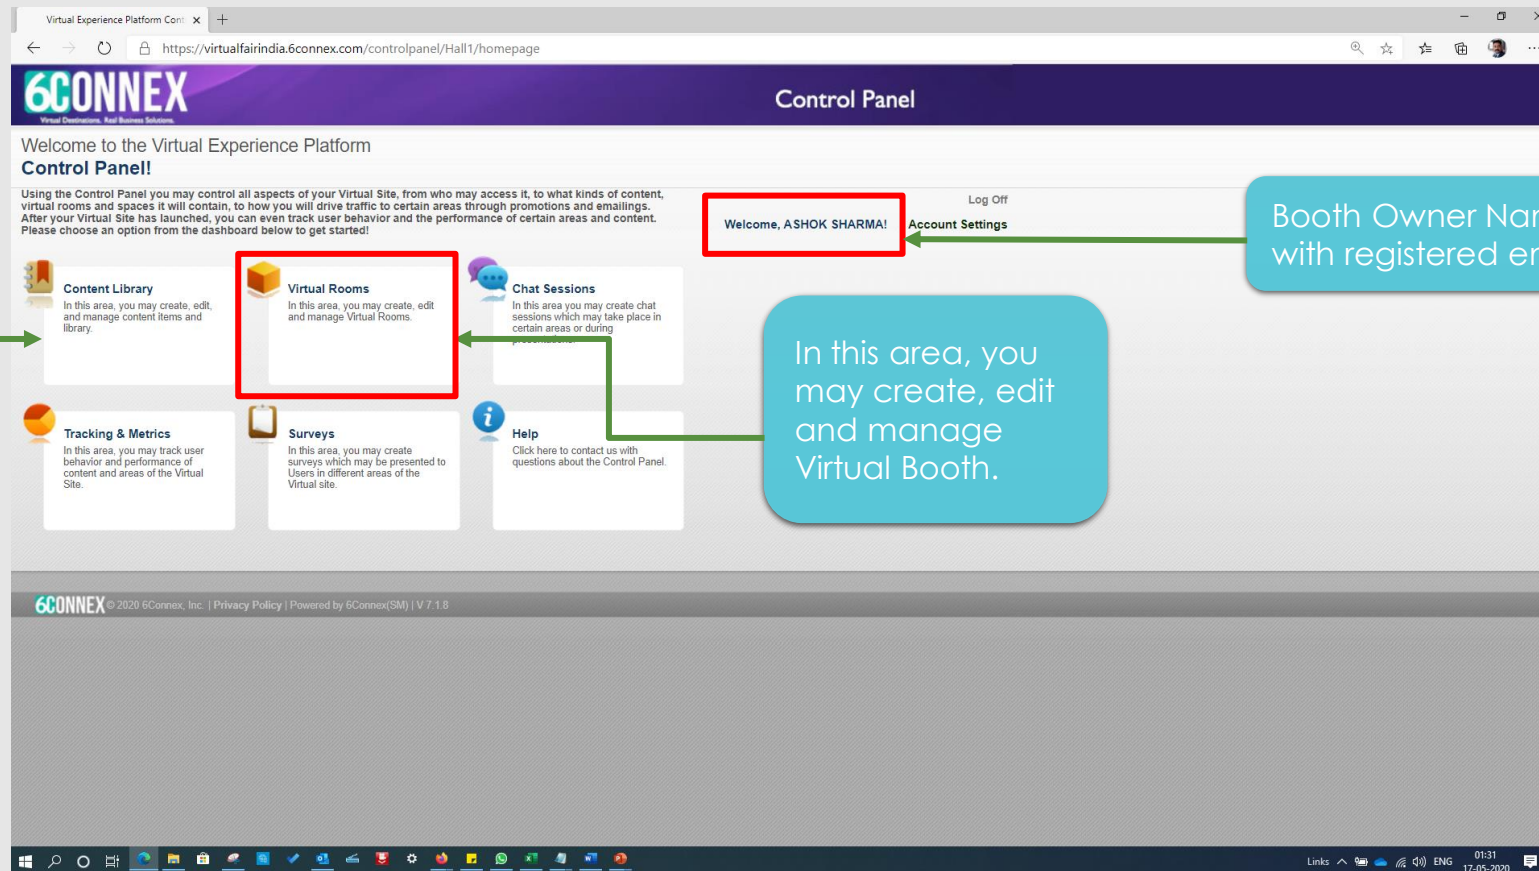 Virtual Experience Platform Cont
https://virtualfairindia.6connex.com/controlpanel/Hall1/homepage
6CONNEX
Virtual Destinations. Real Business Solutions.
Control Panel
Welcome to the Virtual Experience Platform
Control Panel!
Using the Control Panel you may control all aspects of your Virtual Site, from who may access it, to what kinds of content,
virtual rooms and spaces it will contain, to how you will drive traffic to certain areas through promotions and emailings.
After your Virtual Site has launched, you can even track user behavior and the performance of certain areas and content.
Please choose an option from the dashboard below to get started!
Log Off
Welcome, ASHOK SHARMA!
Account Settings
Booth Owner Nam
with registered em
Content Library
In this area, you may create, edit,
and manage content items and
library.
Virtual Rooms
In this area, you may create, edit
and manage Virtual Rooms.
Chat Sessions
In this area you may create chat
sessions which may take place in
certain areas or during
In this area, you
may create, edit
and manage
Virtual Booth.
Tracking & Metrics
In this area, you may track user
behavior and performance of
content and areas of the Virtual
Site.
Surveys
In this area, you may create
surveys which may be presented to
Users in different areas of the
Virtual site.
Help
Click here to contact us with
questions about the Control Panel.
6CONNEX © 2020 6Connex, Inc. | Privacy Policy | Powered by 6Connex(SM) | V 7.1.8
Links
ENG
01:31
17-05-2020